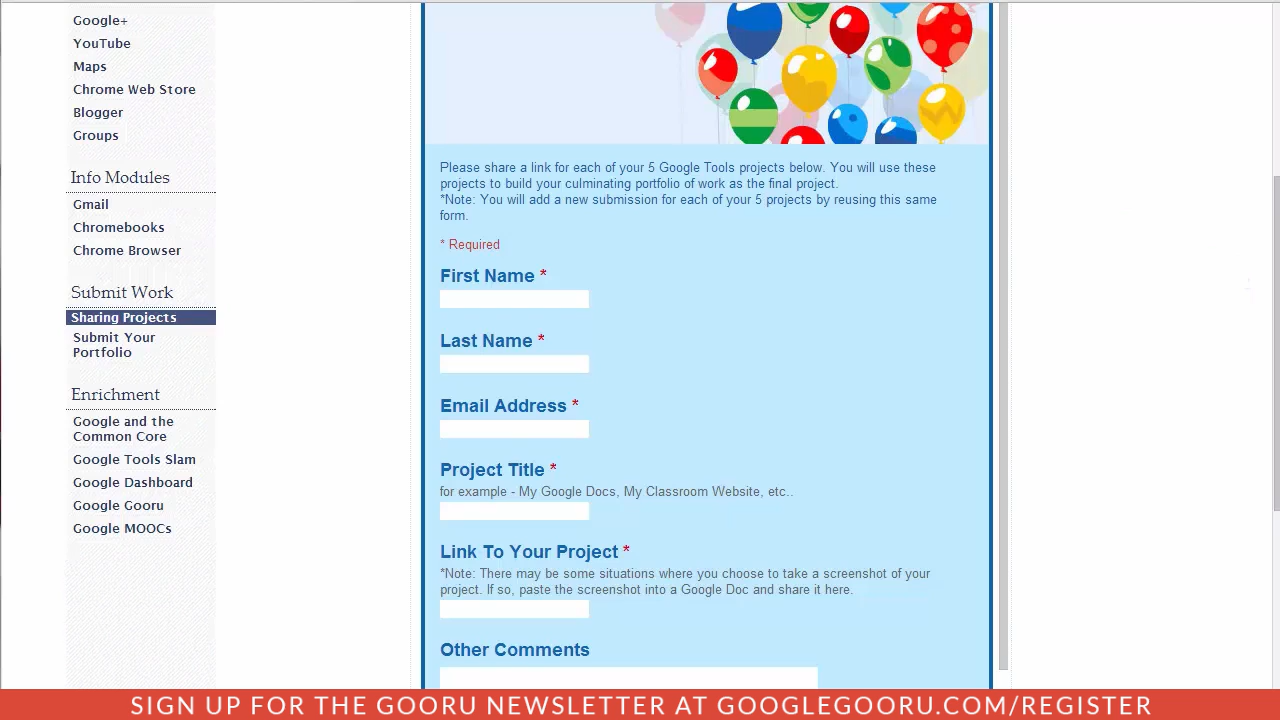 Google+
YouTube
Maps
Chrome Web Store
Blogger
Groups
Info Modules
Gmail
Chromebooks
Chrome Browser
Submit Work
Sharing Projects
Submit Your
Portfolio
Enrichment
Google and the
Common Core
Google Tools Slam
Google Dashboard
Google Gooru
Google MOOCs
Please share a link for each of your 5 Google Tools projects below. You will use these
projects to build your culminating portfolio of work as the final project.
*Note: You will add a new submission for each of your 5 projects by reusing this same
form.
* Required
First Name *
Last Name *
Email Address *
Project Title *
for example - My Google Docs, My Classroom Website, etc..
Link To Your Project *
*Note: There may be some situations where you choose to take a screenshot of your
project. If so, paste the screenshot into a Google Doc and share it here.
Other Comments
SIGN UP FOR THE GOORU NEWSLETTER AT GOOGLEGOORU.COM/REGISTER